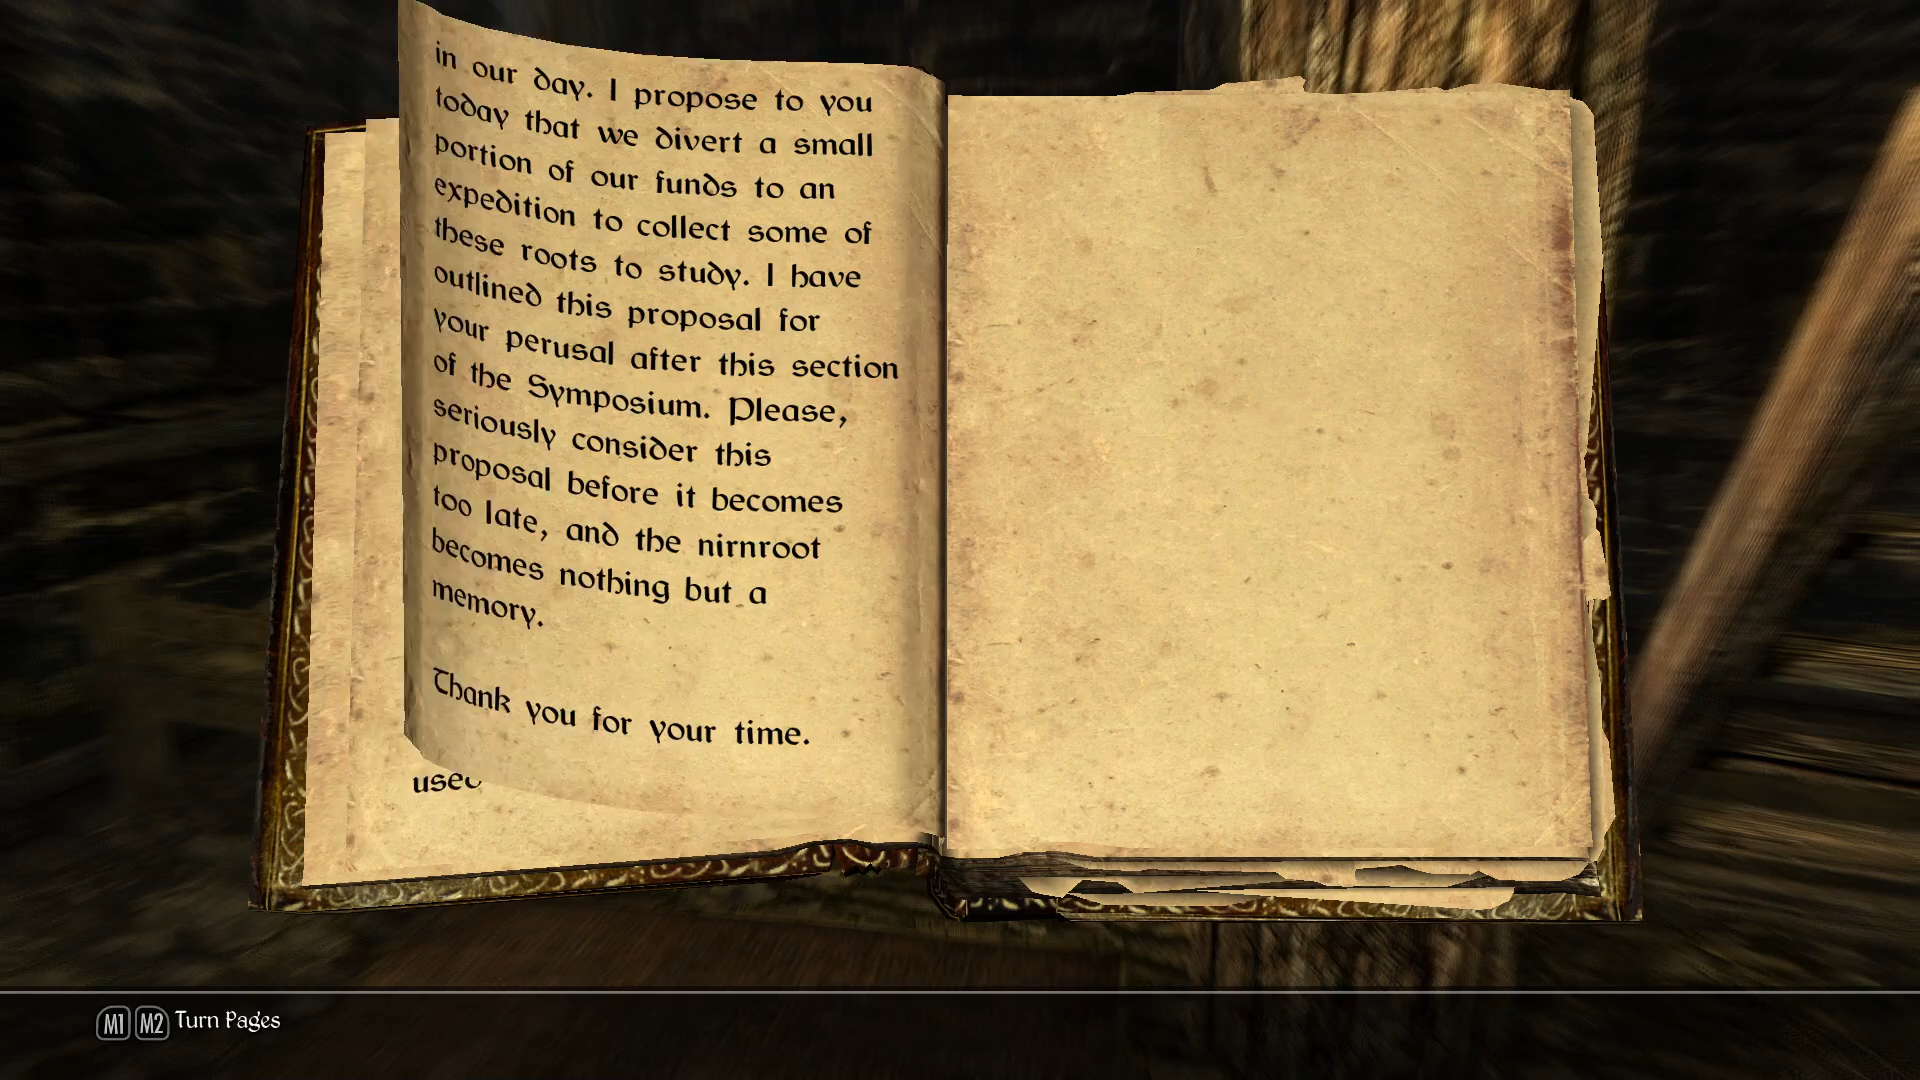 in our day. I propose to you
today that we divert a small
portion of our funds to an
expedition to collect some of
these roots to study. I have
outlined this proposal for
your perusal after this section
of the Symposium. Please,
seriously consider this
proposal before it becomes
too late, and the nirnroot
becomes nothing but a
memory.
Thank you for your time.
M1 M2 Turn Pages